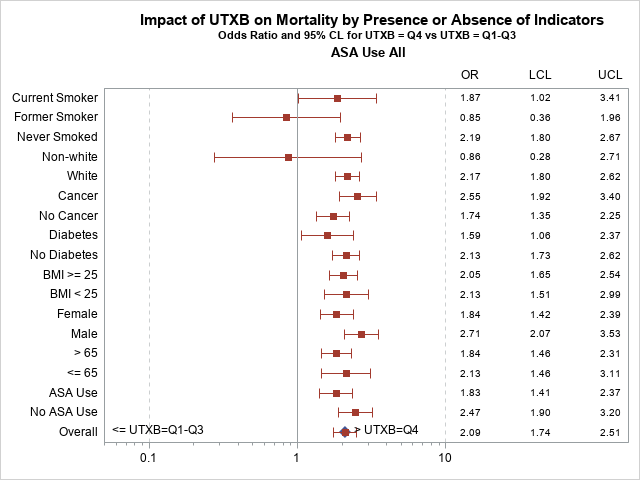 Impact of UTXB on Mortality by Presence or Absence of Indicators
Odds Ratio and 95% CL for UTXB = Q4 vs UTXB = Q1-Q3
ASA Use All
OR LCL UCL
Current Smoker 1.87 1.02 3.41
Former Smoker 0.85 0.36 1.96
Never Smoked 2.19 1.80 2.67
Non-white 0.86 0.28 2.71
White 2.17 1.80 2.62
Cancer 2.55 1.92 3.40
No Cancer 1.74 1.35 2.25
Diabetes 1.59 1.06 2.37
No Diabetes 2.13 1.73 2.62
BMI >= 25 2.05 1.65 2.54
BMI < 25 2.13 1.51 2.99
Female 1.84 1.42 2.39
Male 2.71 2.07 3.53
> 65 1.84 1.46 2.31
<= 65 2.13 1.46 3.11
ASA Use 1.83 1.41 2.37
No ASA Use 2.47 1.90 3.20
Overall <= UTXB=Q1-Q3 > UTXB=Q4 2.09 1.74 2.51
0.1 1 10